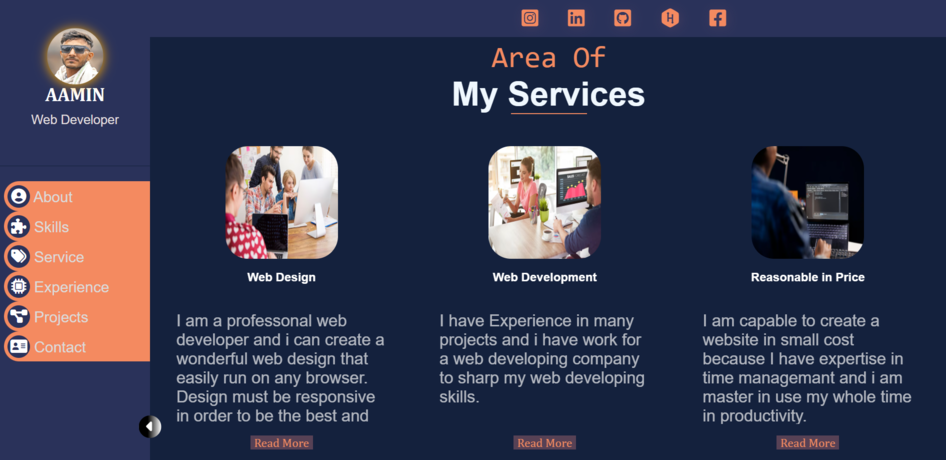 AAMIN
Web Developer
About
Skills
Service
Experience
Projects
Contact
Area Of
My Services
Web Design
I am a professonal web
developer and i can create a
wonderful web design that
easily run on any browser.
Design must be responsive
in order to be the best and
Read More
Web Development
I have Experience in many
projects and i have work for
a web developing company
to sharp my web developing
skills.
Read More
Reasonable in Price
I am capable to create a
website in small cost
because I have expertise in
time managemant and i am
master in use my whole time
in productivity.
Read More